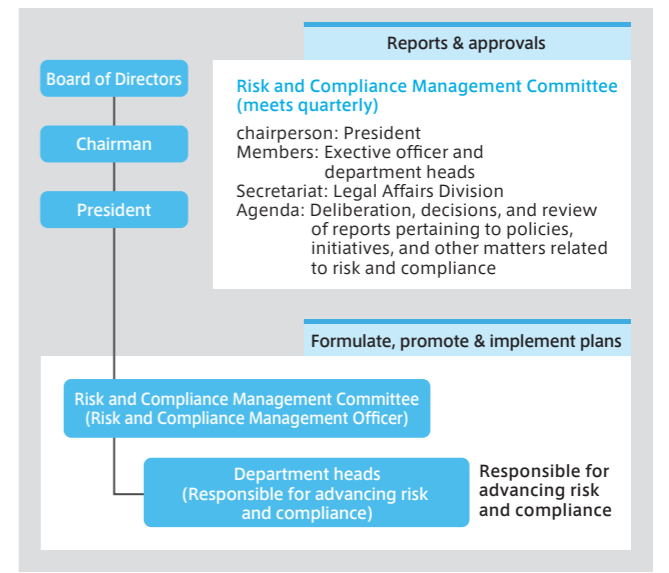 Reports & approvals
Board of Directors
Chairman
President
Risk and Compliance Management Committee
(meets quarterly)
chairperson: President
Members: Exective officer and
department heads
Secretariat: Legal Affairs Division
Agenda: Deliberation, decisions, and review
of reports pertaining to policies,
initiatives, and other matters related
to risk and compliance
Formulate, promote & implement plans
Risk and Compliance Management Committee
(Risk and Compliance Management Officer)
Department heads
(Responsible for advancing risk
and compliance)
Responsible for
advancing risk
and compliance